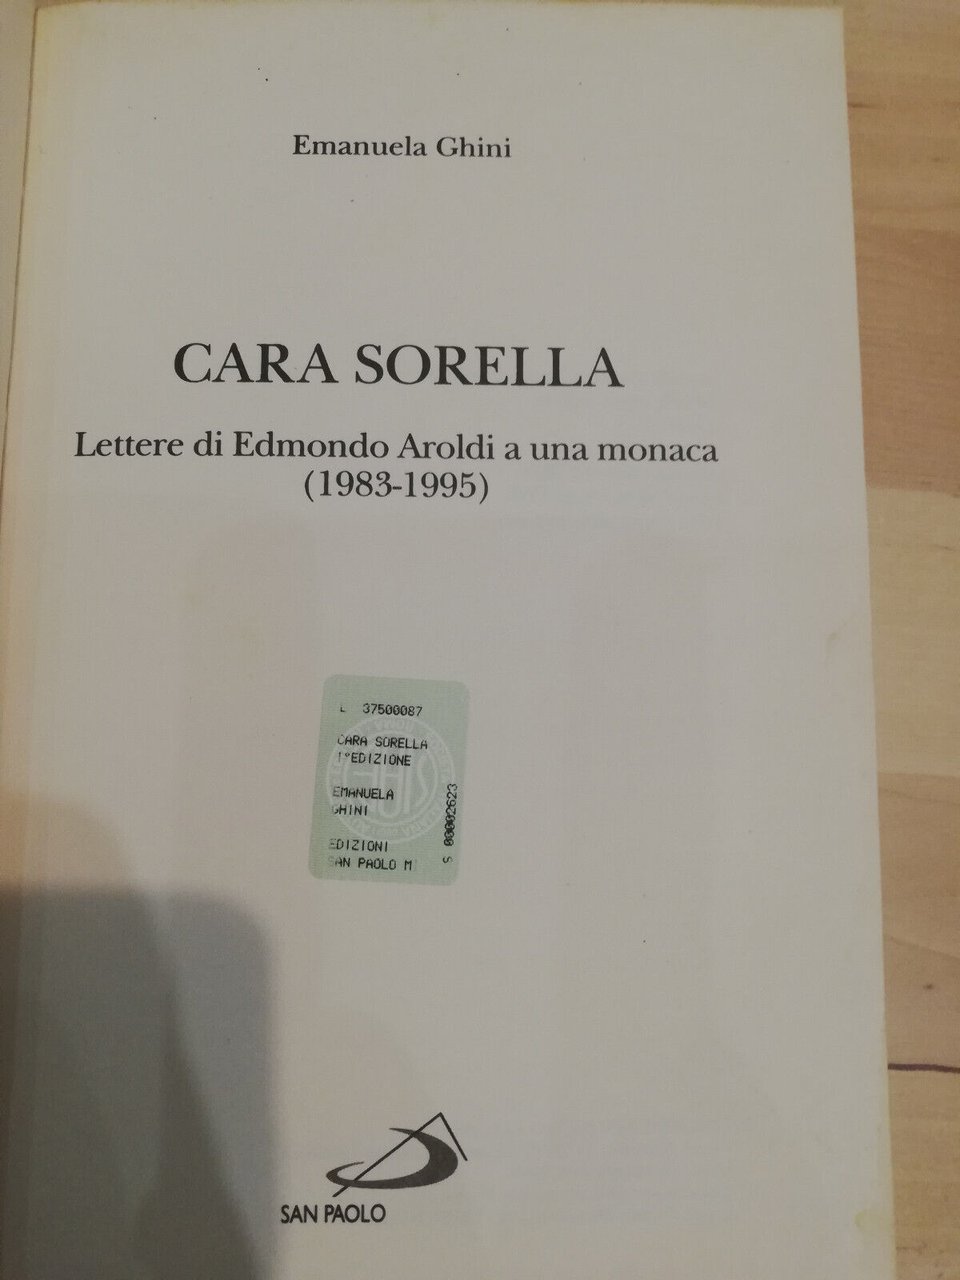 Emanuela Ghini
CARA SORELLA
Lettere di Edmondo Aroldi a una monaca
(1983-1995)
L 37500087
CARA SORELLA
1°EDIZIONE
EMANUELA
GHINI
EDIZIONI
SAN PAOLO M
S 00002623
SAN PAOLO